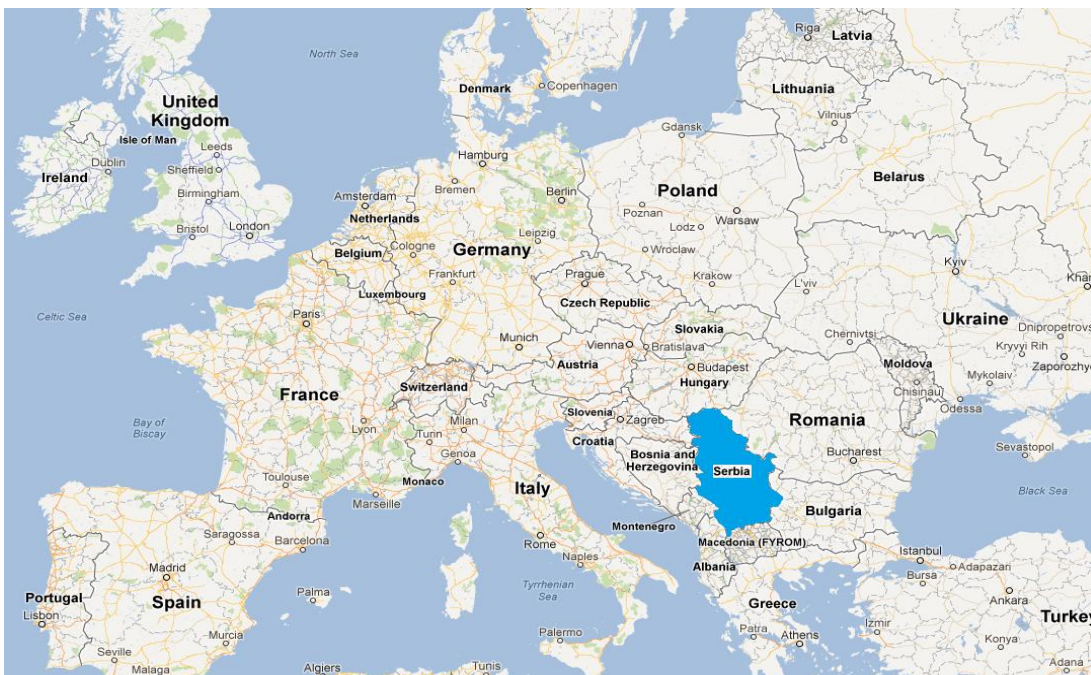 Riga
Latvia
North Sea
Denmark
Copenhagen
Lithuania
Vilnius
United
Kingdom
Isle of Man
Leeds
Dublin
Sheffield
Ireland
Birmingham
Bristol
London
Gdansk
Hamburg
Bremen
Berlin
Amsterdam
Netherlands
Poland
Poznan
Warsaw
Lodz
Belarus
Belgium
Cologne
Germany
Leipzig
Wroclaw
Frankfurt
Luxembourg
Prague
Czech Republic
Krakow
L'viv
Kyiv
Khar
Celtic Sea
Paris
Munich
Vienna
Bratislava
Slovakia
Austria
Budapest
Hungary
Chernivtsi
Moldova
Chisinau
Ukraine
Dnipropetrovs
Kryvyi Rih
Zaporozhye
Mykolaiv
Odessa
France
Switzerland
Slovenia
Zagreb
Croatia
Romania
Bay of
Biscay
Lyon
Turin
Milan
Genoa
Bosnia and
Herzegovina
Serbia
Bucharest
Sevastopol
Toulouse
Marseille
Monaco
Italy
Black Sea
Andorra
Saragossa
Barcelona
Rome
Montenegro
Bulgaria
Macedonia (FYROM)
Albania
Naples
Istanbul
Adapazari
Bursa
Ankara
Madrid
Palma
Tyrrhenian
Sea
Portugal
Lisbon
Spain
Greece
Turkey
Murcia
Palermo
Patra
Athens
Izmir
Konya
Seville
Malaga
Algiers
Tunis
Adana